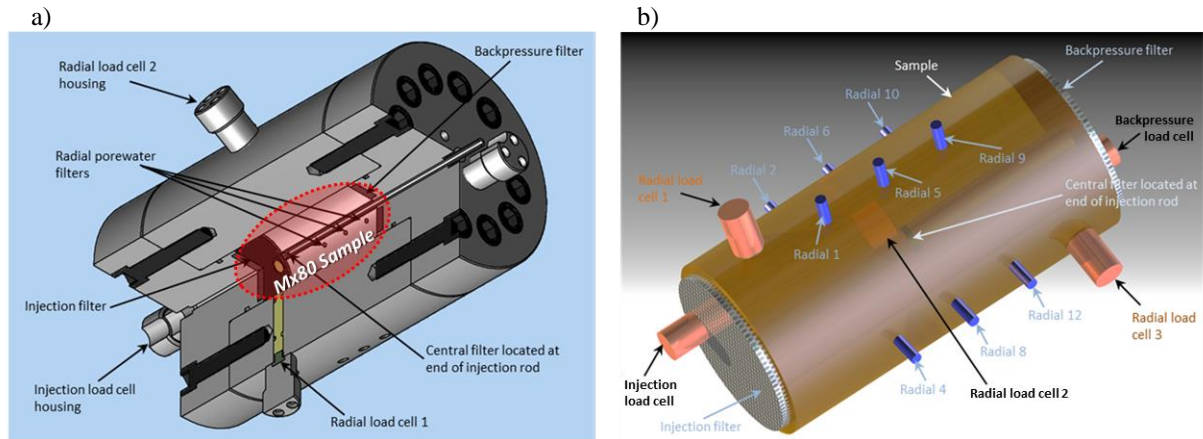 a)
Backpressure filter
Radial load cell 2
housing
Radial porewater
filters
Mx80 Sample
Injection filter
Injection load cell
housing
Central filter located at
end of injection rod
Radial load cell 1
b)
Backpressure filter
Sample
Radial 10
Backpressure
load cell
Radial 6
Radial 9
Radial 2
Radial 5
Radial load
cell 1
Central filter located at
end of injection rod
Radial 1
Radial 12
Radial load
cell 3
Radial 8
Injection
load cell
Radial 4
Radial load cell 2
Injection filter